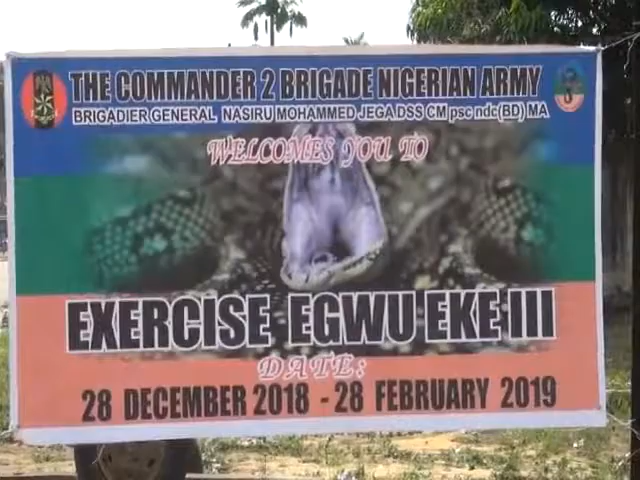 THE COMMANDER 2 BRIGADE NIGERIAN ARMY
BRIGADIER GENERAL NASIRU MOHAMMED JEGA DSS CM psc ndc(BD) MA
WELCOMES YOU TO
EXERCISE EGWU EKE III
DATE:
28 DECEMBER 2018 - 28 FEBRUARY 2019